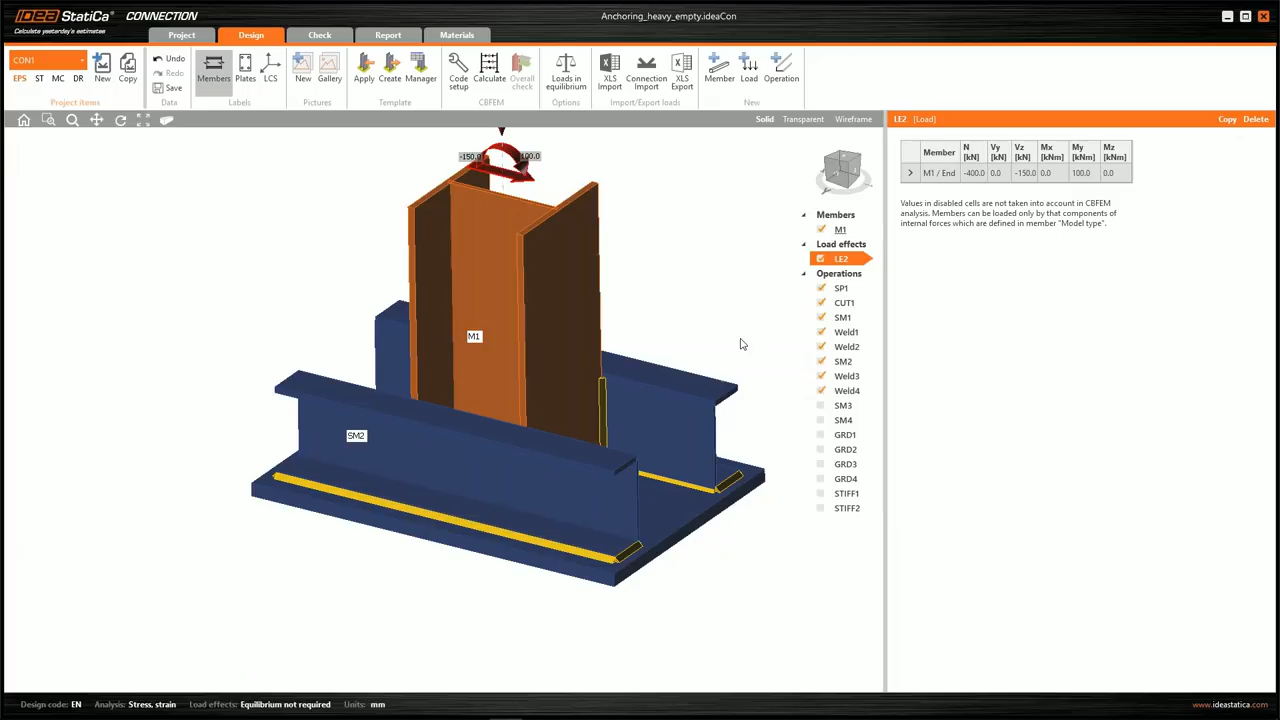 IDEA StatiCa® CONNECTION
Calculate yesterday's estimates
Anchoring_heavy_empty.ideaCon
Project Design Check Report Materials
CON1
EPS ST MC DR
New Copy
Project items
Undo
Redo
Save
Data
Members Plates LCS
Labels
New Gallery
Pictures
Apply Create Manager
Template
Code setup Calculate Overall check
CBFEM
Loads in equilibrium
Options
XLS Import Connection Import XLS Export
Import/Export loads
Member Load Operation
New
Solid Transparent Wireframe
LE2 [Load] Copy Delete
-150.0 100.0
M1
SM2
Members
M1
Load effects
LE2
Operations
SP1
CUT1
SM1
Weld1
Weld2
SM2
Weld3
Weld4
SM3
SM4
GRD1
GRD2
GRD3
GRD4
STIFF1
STIFF2
Member N [kN] Vy [kN] Vz [kN] Mx [kNm] My [kNm] Mz [kNm]
> M1 / End -400.0 0.0 -150.0 0.0 100.0 0.0
Values in disabled cells are not taken into account in CBFEM
analysis. Members can be loaded only by that components of
internal forces which are defined in member "Model type".
Design code: EN Analysis: Stress, strain Load effects: Equilibrium not required Units: mm
www.ideastatica.com